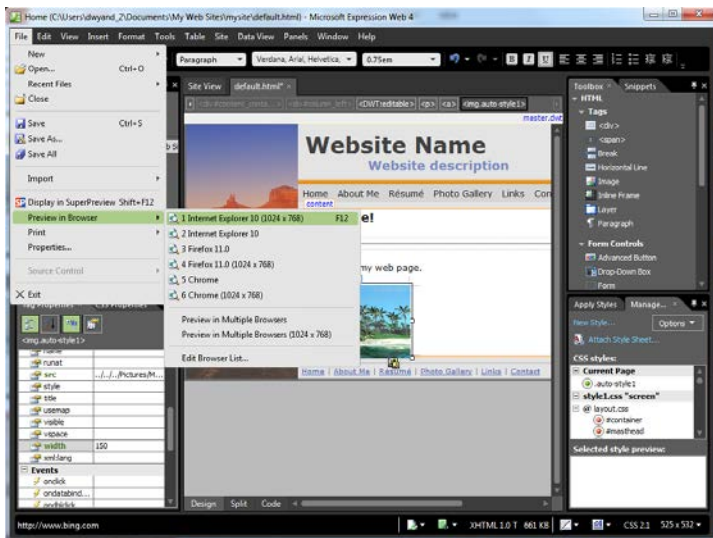 Home (C:\Users\dwyand_2\Documents\My Web Sites\mysite\default.html) - Microsoft Expression Web 4
File Edit View Insert Format Tools Table Site Data View Panels Window Help
Paragraph Verdana, Arial, Helvetica, 0.75em
New
Open... Ctrl+O
Recent Files
Close
Save Ctrl+S
Save As...
Save All
Import
Display in SuperPreview Shift+F12
Preview in Browser
Print
Properties...
Source Control
Exit
1 Internet Explorer 10 (1024 x 768) F12
2 Internet Explorer 10
3 Firefox 11.0
4 Firefox 11.0 (1024 x 768)
5 Chrome
6 Chrome (1024 x 768)
Preview in Multiple Browsers
Preview in Multiple Browsers (1024 x 768)
Edit Browser List...
Site View default.html*
<DWT:editable> <p> <a> <img.auto-style1>
master.dwt
Website Name
Website description
Home About Me Résumé Photo Gallery Links Con
content
e!
my web page.
Home | About Me | Résumé | Photo Gallery | Links | Contact
Design Split Code
Toolbox Snippets
HTML
Tags
<div>
<span>
Break
Horizontal Line
Image
Inline Frame
Layer
Paragraph
Form Controls
Advanced Button
Drop-Down Box
Form
Apply Styles Manage...
New Style... Options
Attach Style Sheet...
CSS styles:
Current Page
.auto-style1
style1.css "screen"
@ layout.css
#container
#masthead
Selected style preview:
<img.auto-style1>
name
runat
src ../../../Pictures/M...
style
title
usemap
visible
vspace
width 150
xml:lang
Events
onclick
ondatabind...
ondblclick
http://www.bing.com
XHTML 1.0 T 661 KB CSS 2.1 525 x 532